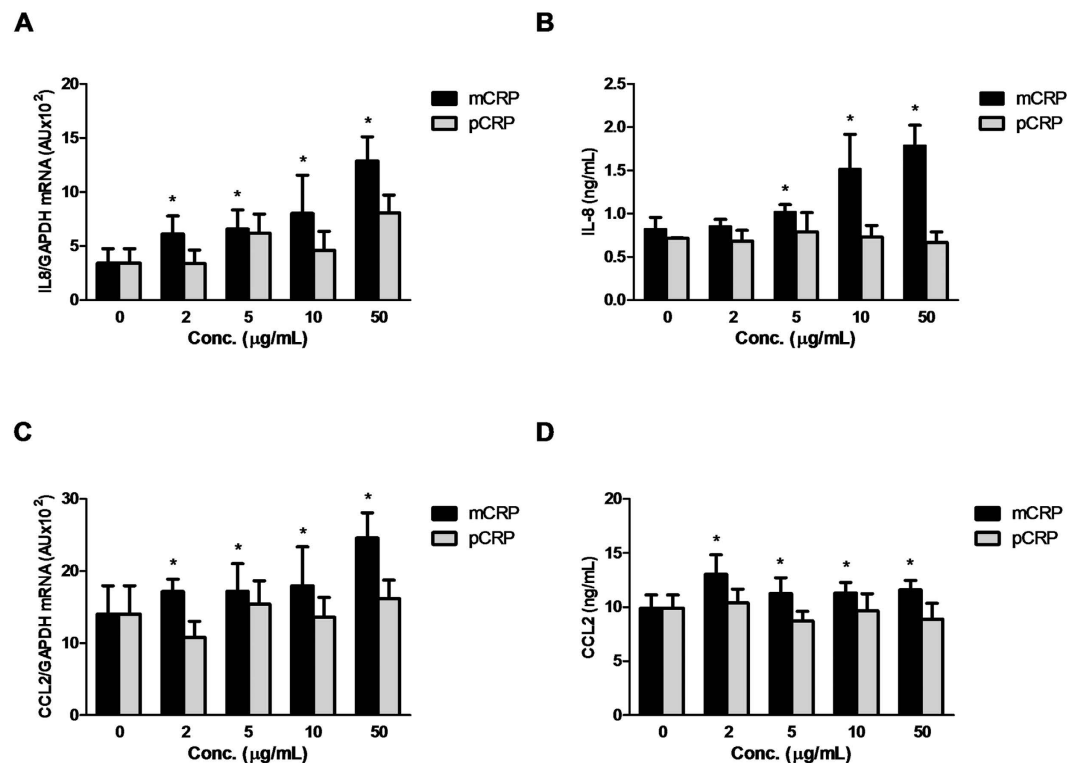 A
IL8/GAPDH mRNA (AUx10⁻²)
20
15
10
5
0
*
*
*
*
mCRP
pCRP
0 2 5 10 50
Conc. (μg/mL)
B
IL-8 (ng/mL)
2.5
2.0
1.5
1.0
0.5
0.0
*
*
*
mCRP
pCRP
0 2 5 10 50
Conc. (μg/mL)
C
CCL2/GAPDH mRNA (AUx10⁻²)
30
20
10
0
*
*
*
*
mCRP
pCRP
0 2 5 10 50
Conc. (μg/mL)
D
CCL2 (ng/mL)
20
15
10
5
0
*
*
*
*
mCRP
pCRP
0 2 5 10 50
Conc. (μg/mL)